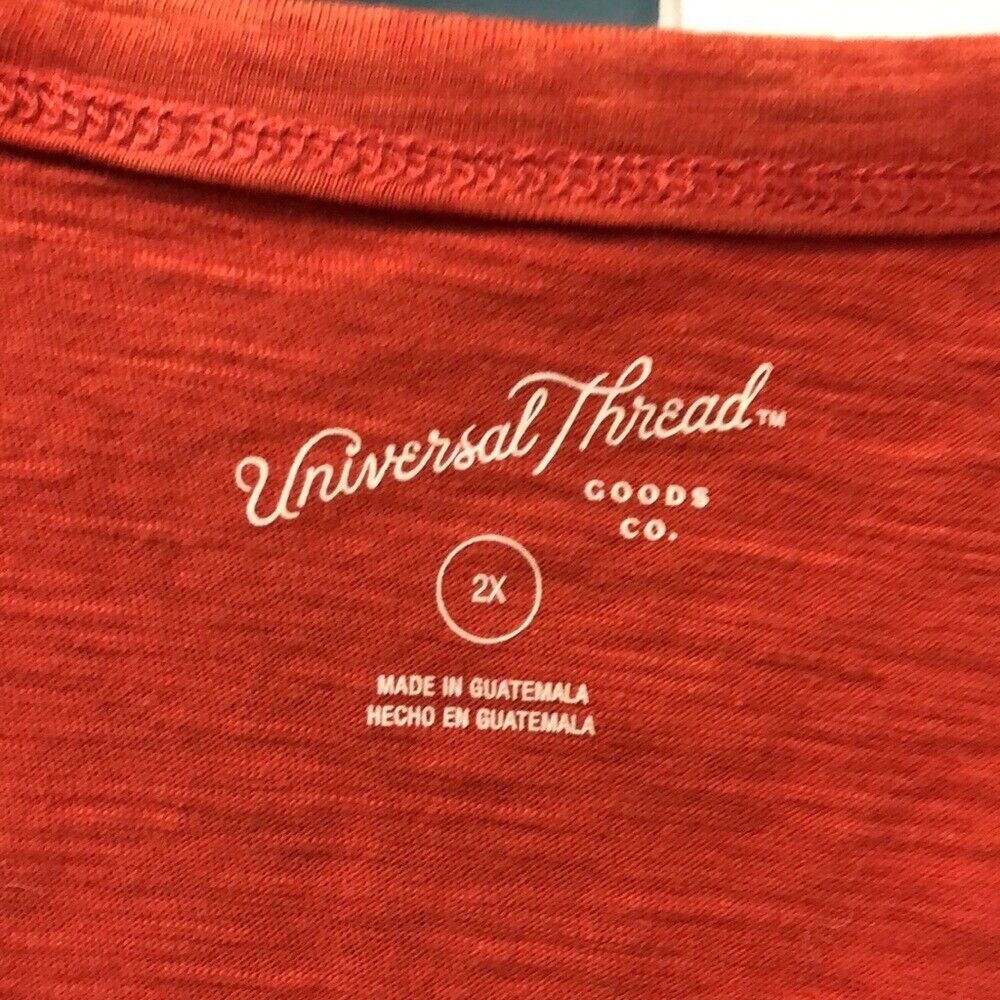 Universal Thread™
GOODS
CO.
2X
MADE IN GUATEMALA
HECHO EN GUATEMALA